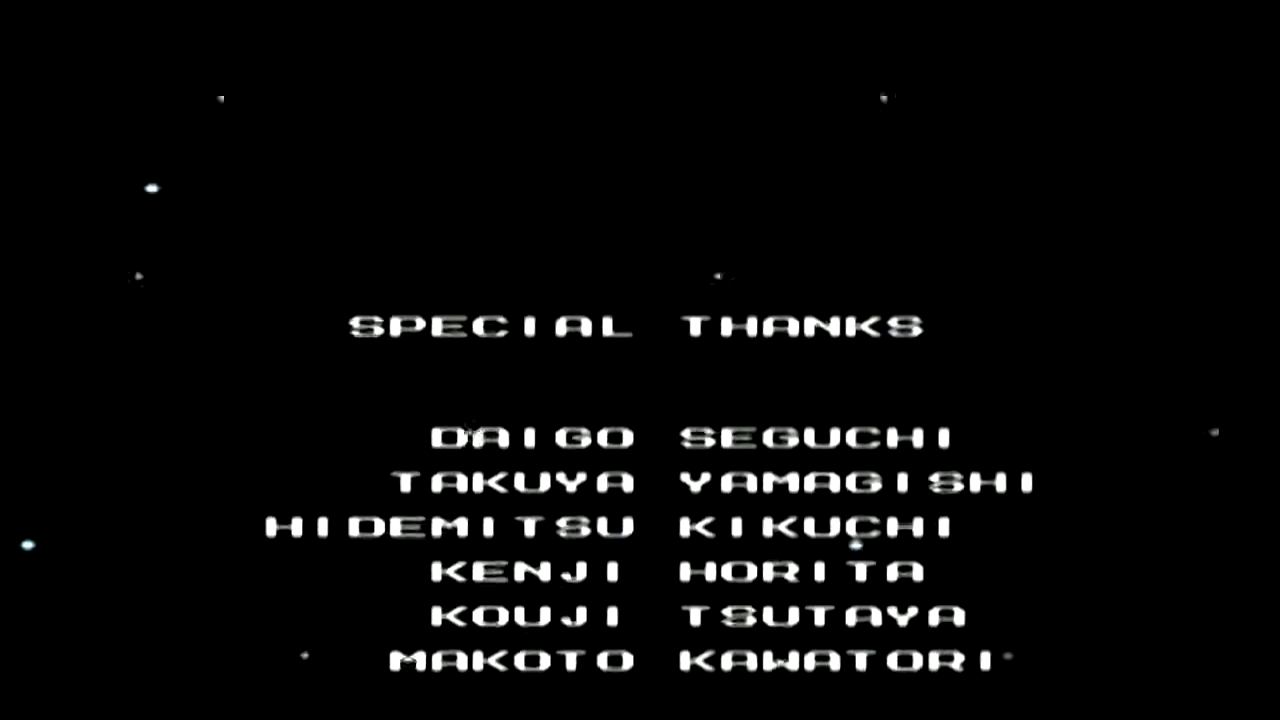 SPECIAL THANKS
DAIGO SEGUCHI
TAKUYA YAMAGISHI
HIDEMITSU KIKUCHI
KENJI HORITA
KOUJI TSUTAYA
MAKOTO KAWATORI